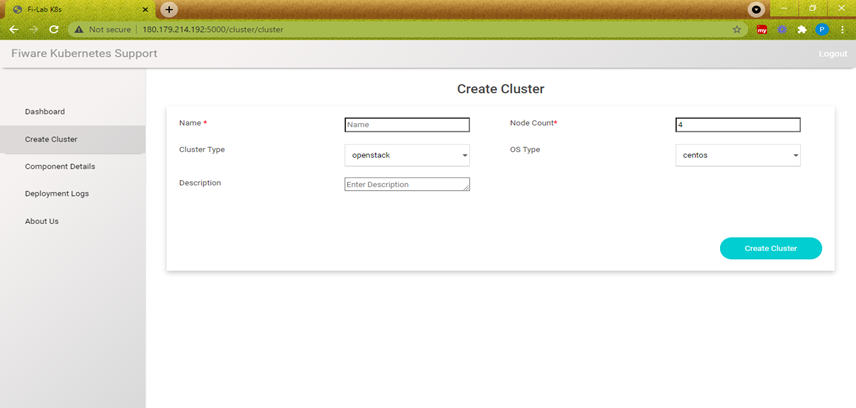 Fi-Lab K8s
Not secure 180.179.214.192:5000/cluster/cluster
my
P
Fiware Kubernetes Support
Logout
Dashboard
Create Cluster
Component Details
Deployment Logs
About Us
Create Cluster
Name * Name Node Count* 4
Cluster Type openstack OS Type centos
Description Enter Description
Create Cluster